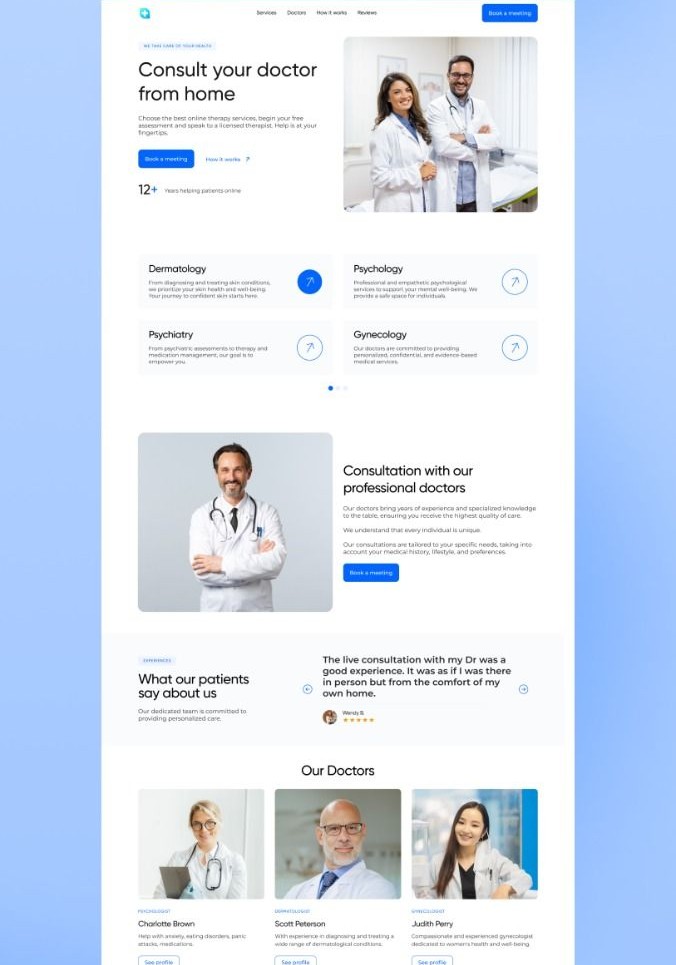 Services Doctors How it works Reviews Book a meeting
WE TAKE CARE OF YOUR HEALTH
Consult your doctor
from home
Choose the best online therapy services, begin your free
assessment and speak to a licensed therapist. Help is at your
fingertips.
Book a meeting How it works
12+ Years helping patients online
Dermatology
From diagnosing and treating skin conditions,
we prioritize your skin health and well-being.
Your journey to confident skin starts here.
Psychology
Professional and empathetic psychological
services to support your mental well-being. We
provide a safe space for individuals.
Psychiatry
From psychiatric assessments to therapy and
medication management, our goal is to
empower you.
Gynecology
Our doctors are committed to providing
personalized, confidential, and evidence-based
medical services.
Consultation with our
professional doctors
Our doctors bring years of experience and specialized knowledge
to the table, ensuring you receive the highest quality of care.
We understand that every individual is unique.
Our consultations are tailored to your specific needs, taking into
account your medical history, lifestyle, and preferences.
Book a meeting
EXPERIENCES
What our patients
say about us
Our dedicated team is committed to
providing personalized care.
The live consultation with my Dr was a
good experience. It was as if I was there
in person but from the comfort of my
own home.
Wendy B.
Our Doctors
PSYCHOLOGIST
Charlotte Brown
Help with anxiety, eating disorders, panic
attacks, medications.
See profile
DERMATOLOGIST
Scott Peterson
With experience in diagnosing and treating a
wide range of dermatological conditions.
See profile
GYNECOLOGIST
Judith Perry
Compassionate and experienced gynecologist
dedicated to women's health and well-being.
See profile